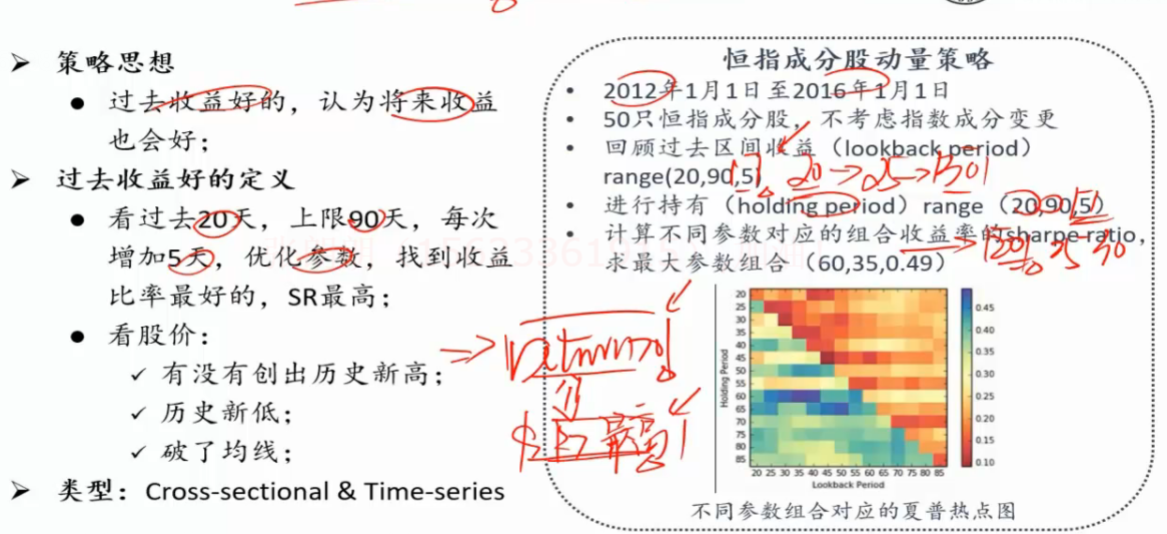 策略思想
过去收益好的，认为将来收益
也会好；
过去收益好的定义
看过去20天，上限90天，每次
增加5天，优化参数，找到收益
比率最好的，SR最高；
看股价：
有没有创出历史新高；
历史新低；
破了均线；
类型：Cross-sectional & Time-series
恒指成分股动量策略
2012年1月1日至2016年1月1日
50只恒指成分股，不考虑指数成分变更
回顾过去区间收益（lookback period）
range(20,90,5)
20→25→30
进行持有（holding period）range（20,90,5）
计算不同参数对应的组合收益率的sharpe ratio，
求最大参数组合（60,35,0.49）
20 25 30
Holding Period
20
25
30
35
40
45
50
55
60
65
70
75
80
85
20 25 30 35 40 45 50 55 60 65 70 75 80 85
Lookback Period
0.45
0.40
0.35
0.30
0.25
0.20
0.15
0.10
不同参数组合对应的夏普热点图